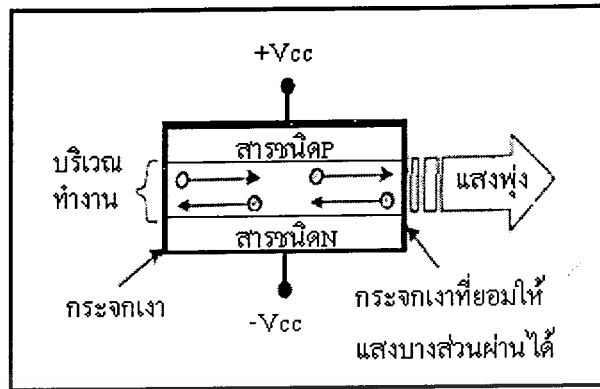 +Vcc
สารชนิดP
บริเวณ
ทำงาน
แสงพุ่ง
สารชนิดN
กระจกเงา
-Vcc
กระจกเงาที่ยอมให้
แสงบางส่วนผ่านได้